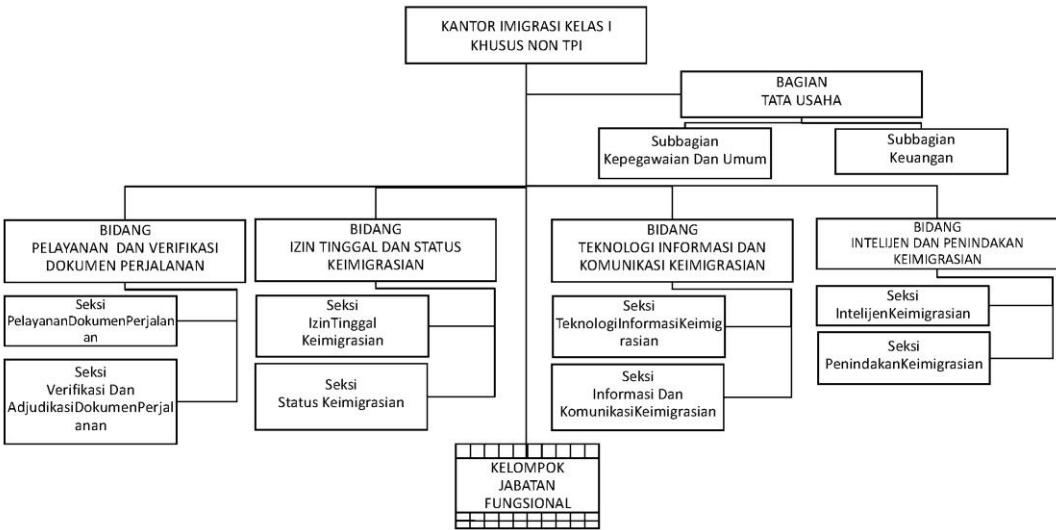 KANTOR IMIGRASI KELAS I
KHUSUS NON TPI
BAGIAN
TATA USAHA
Subbagian
Kepegawaian Dan Umum
Subbagian
Keuangan
BIDANG
PELAYANAN DAN VERIFIKASI
DOKUMEN PERJALANAN
BIDANG
IZIN TINGGAL DAN STATUS
KEIMIGRASIAN
BIDANG
TEKNOLOGI INFORMASI DAN
KOMUNIKASI KEIMIGRASIAN
BIDANG
INTELIJEN DAN PENINDAKAN
KEIMIGRASIAN
Seksi
PelayananDokumenPerjalan
an
Seksi
IzinTinggal
Keimigrasian
Seksi
TeknologiInformasiKeimig
rasian
Seksi
IntelijenKeimigrasian
Seksi
Verifikasi Dan
AdjudikasiDokumenPerjal
anan
Seksi
Status Keimigrasian
Seksi
Informasi Dan
KomunikasiKeimigrasian
Seksi
PenindakanKeimigrasian
KELOMPOK
JABATAN
FUNGSIONAL